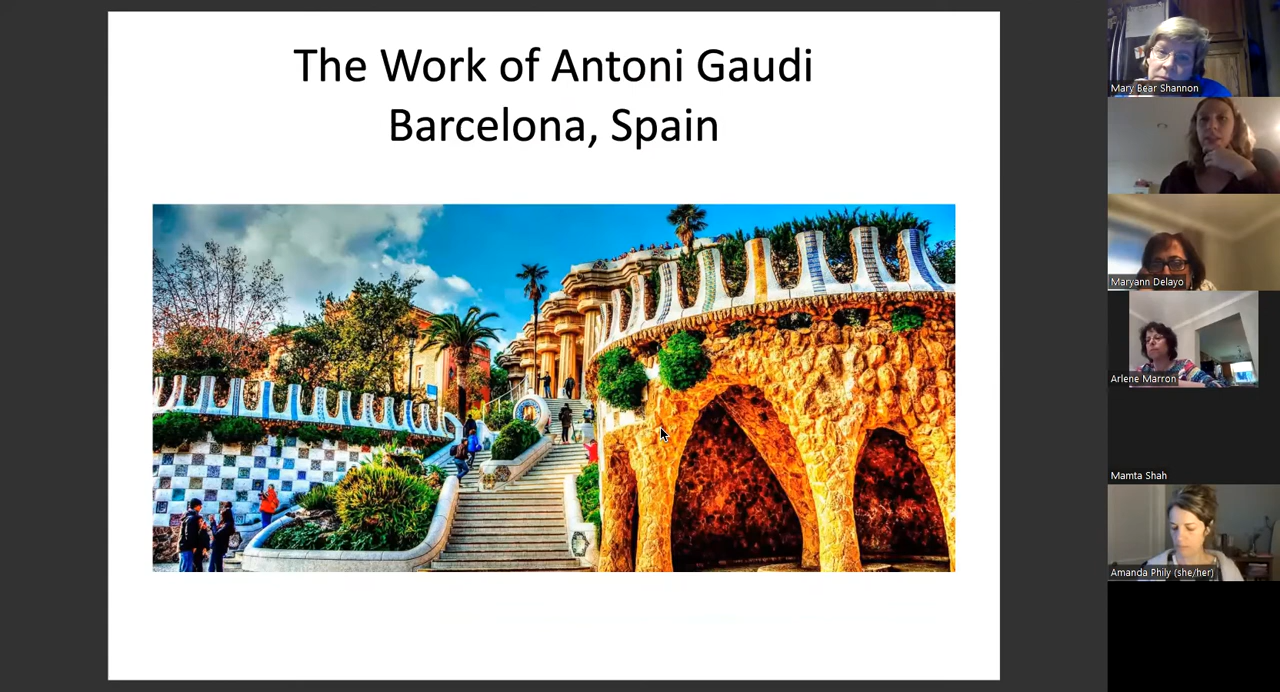 The Work of Antoni Gaudi
Barcelona, Spain
Mary Bear Shannon
Maryann Delayo
Arlene Marron
Mamta Shah
Amanda Phily (she/her)